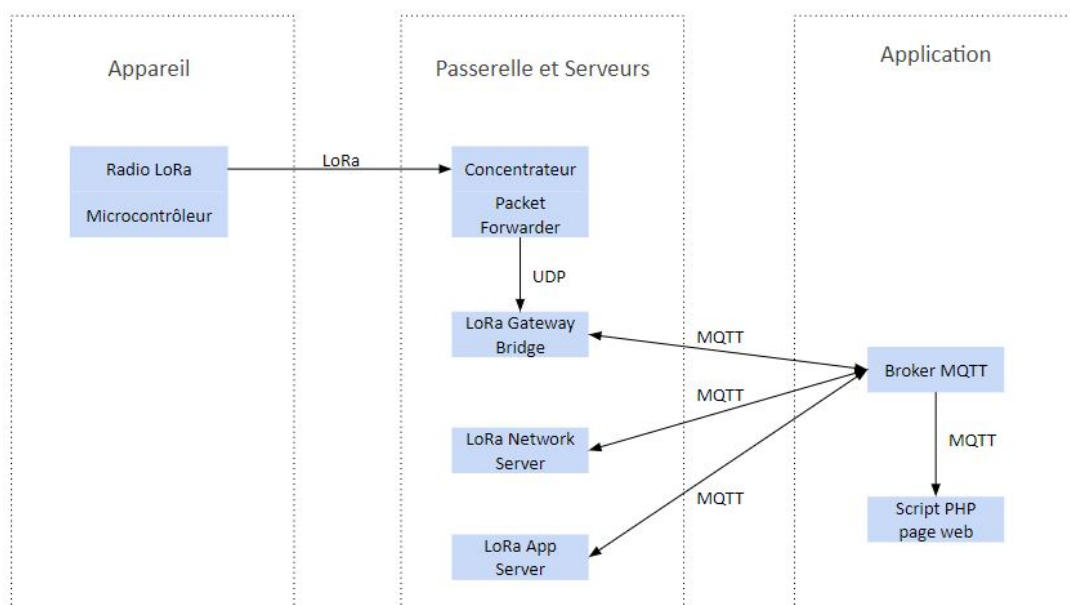 Appareil
Passerelle et Serveurs
Application
Radio LoRa
LoRa
Concentrateur
Microcontrôleur
Packet
Forwarder
UDP
LoRa Gateway
Bridge
MQTT
Broker MQTT
MQTT
LoRa Network
Server
MQTT
MQTT
Script PHP
page web
LoRa App
Server